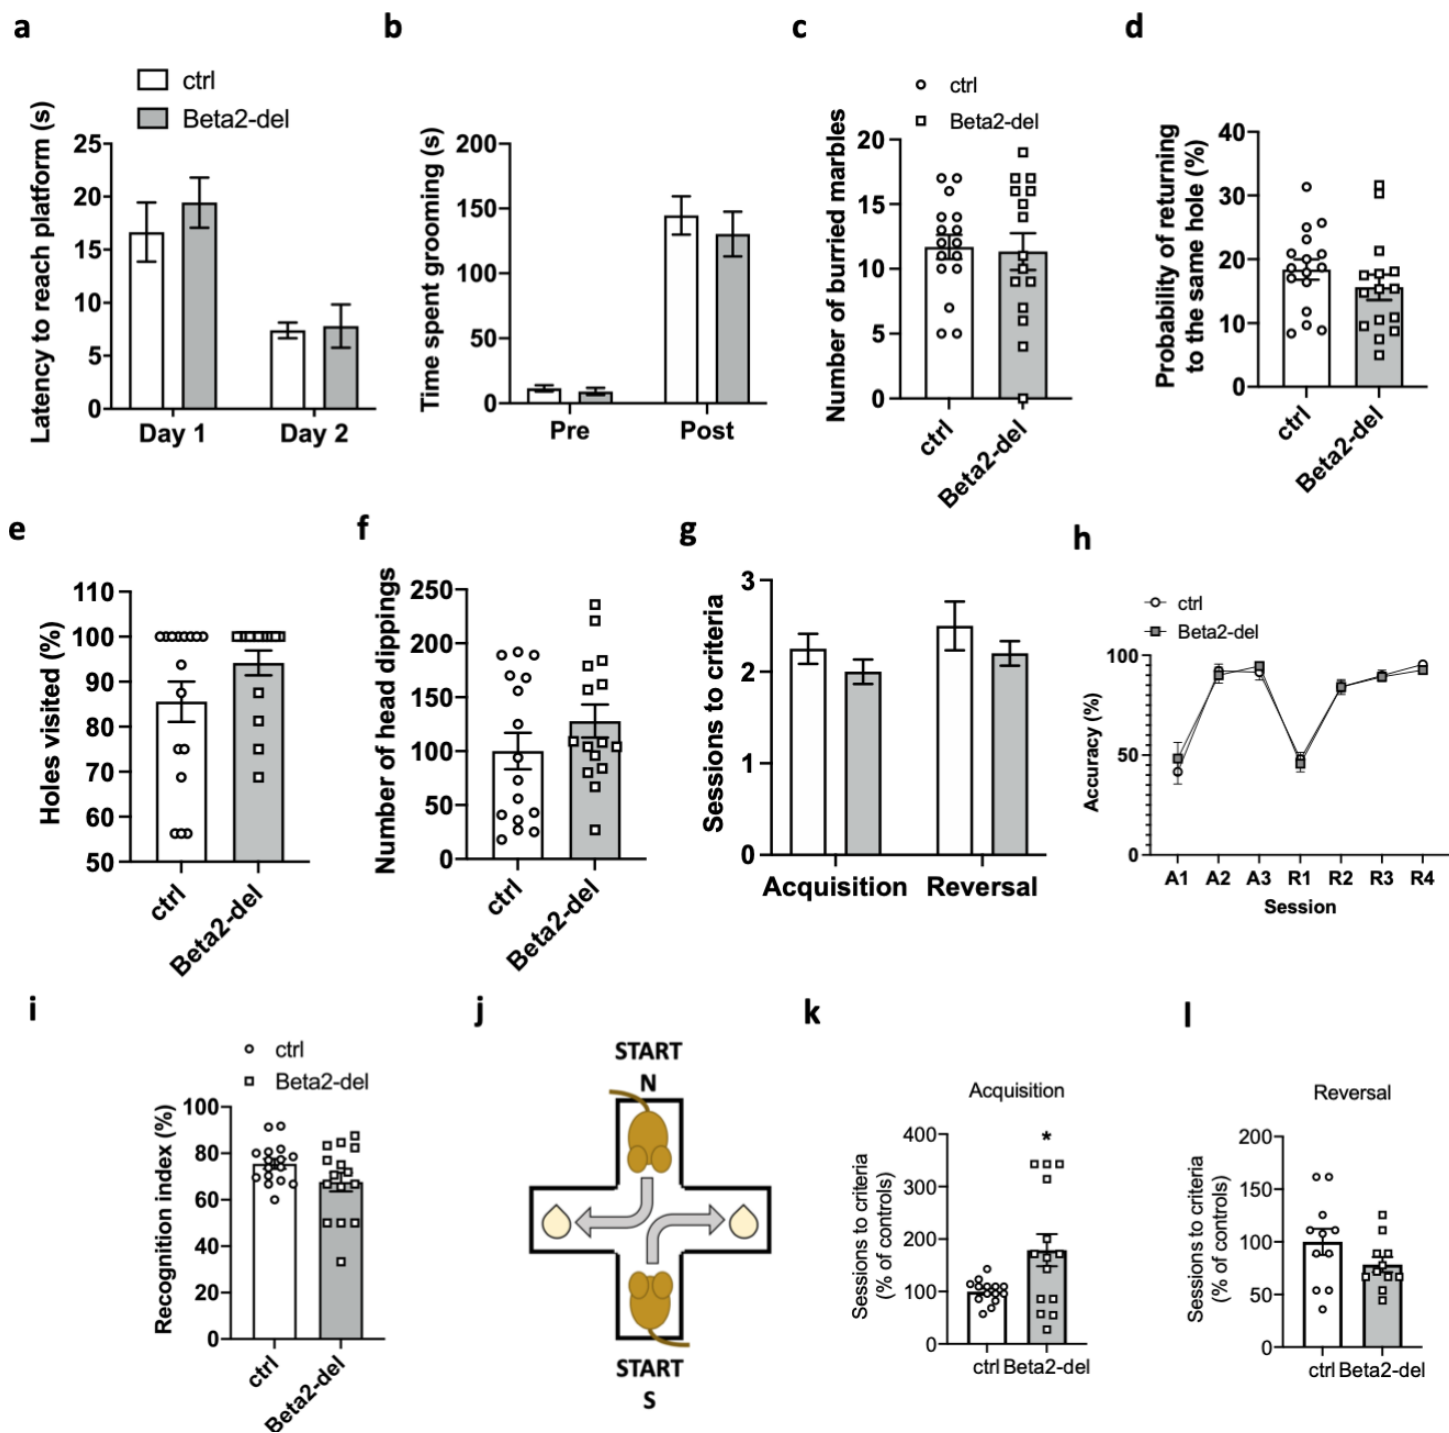 a
ctrl
Beta2-del
Latency to reach platform (s)
25
20
15
10
5
0
Day 1
Day 2
b
Time spent grooming (s)
200
150
100
50
0
Pre
Post
c
ctrl
Beta2-del
Number of burried marbles
20
15
10
5
0
ctrl
Beta2-del
d
Probability of returning
to the same hole (%)
40
30
20
10
0
ctrl
Beta2-del
e
Holes visited (%)
110
100
90
80
70
60
50
ctrl
Beta2-del
f
Number of head dippings
250
200
150
100
50
0
ctrl
Beta2-del
g
Sessions to criteria
3
2
1
0
Acquisition
Reversal
h
ctrl
Beta2-del
Accuracy (%)
100
50
0
A1 A2 A3 R1 R2 R3 R4
Session
i
ctrl
Beta2-del
Recognition index (%)
100
80
60
40
20
0
ctrl
Beta2-del
j
START
N
START
S
k
Acquisition
Sessions to criteria
(% of controls)
400
300
200
100
0
*
ctrl Beta2-del
l
Reversal
Sessions to criteria
(% of controls)
200
150
100
50
0
ctrl Beta2-del